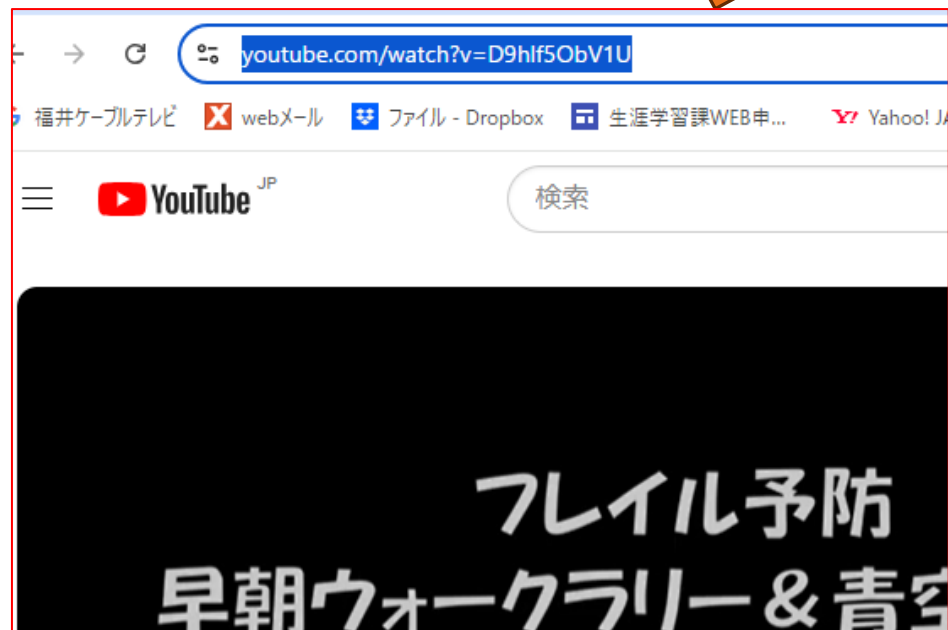 youtube.com/watch?v=D9hlf5ObV1U
福井ケーブルテレビ webメール ファイル - Dropbox 生涯学習課WEB申... Y! Yahoo!
YouTube JP 検索
フレイル予防
早朝ウォークラリー&青空